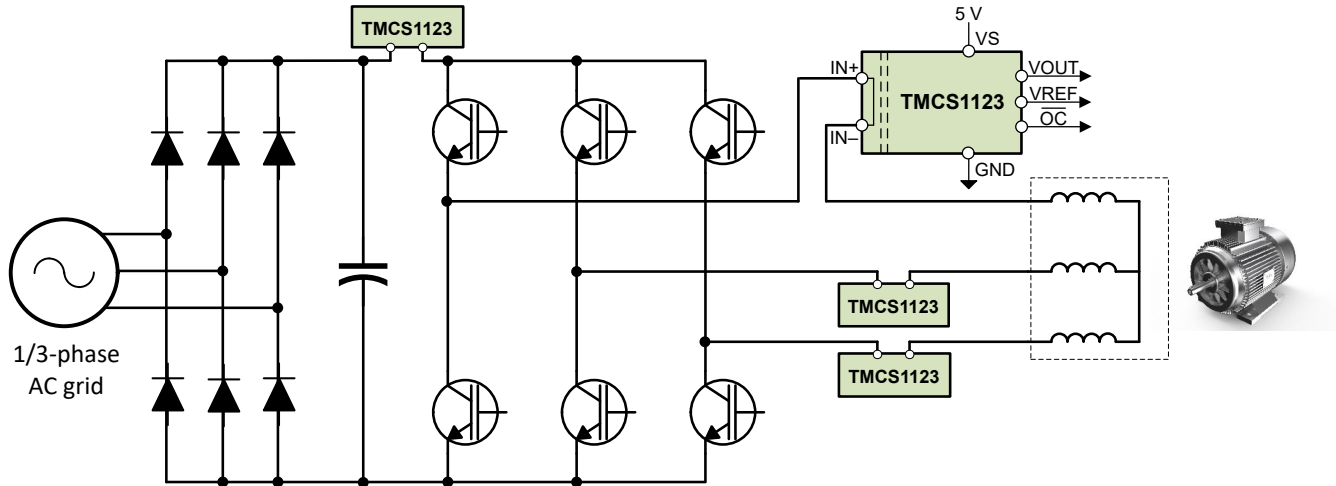 TMCS1123
5 V
VS
IN+
VOUT
TMCS1123
VREF
OC
IN–
GND
1/3-phase
AC grid
TMCS1123
TMCS1123